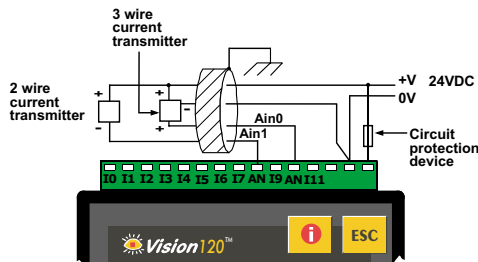 3 wire
current
transmitter
2 wire
current
transmitter
+
-
+
-
+
Ain0
Ain1
+V 24VDC
0V
Circuit
protection
device
I0 I1 I2 I3 I4 I5 I6 I7 AN I9 AN I11
Vision120™
i
ESC